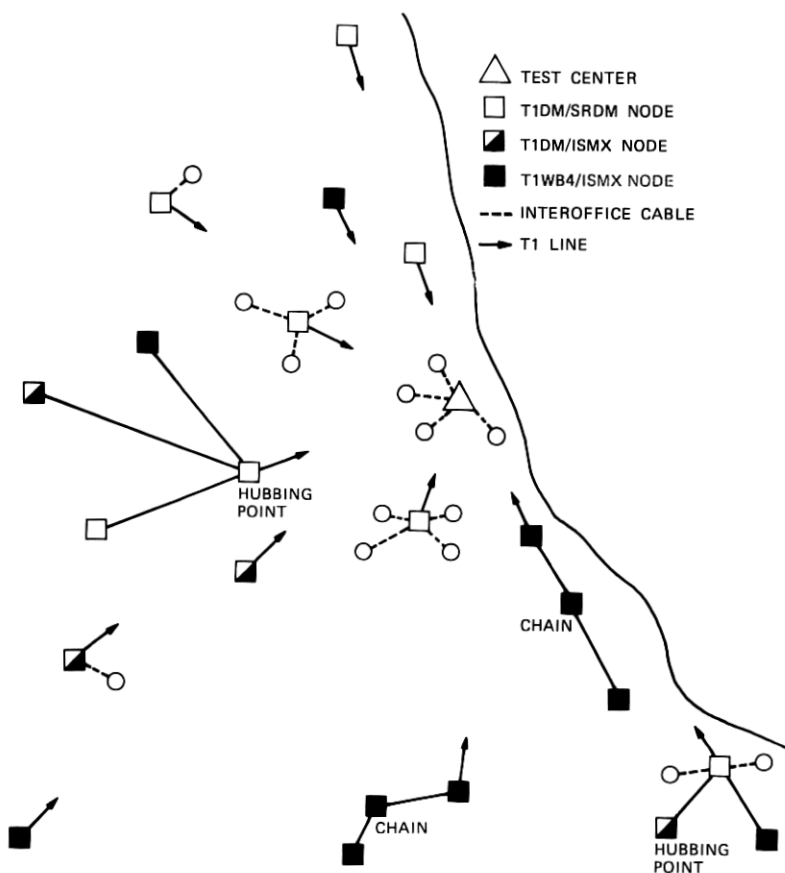 TEST CENTER
T1DM/SRDM NODE
T1DM/ISMX NODE
T1WB4/ISMX NODE
INTEROFFICE CABLE
T1 LINE
HUBBING
POINT
CHAIN
CHAIN
HUBBING
POINT